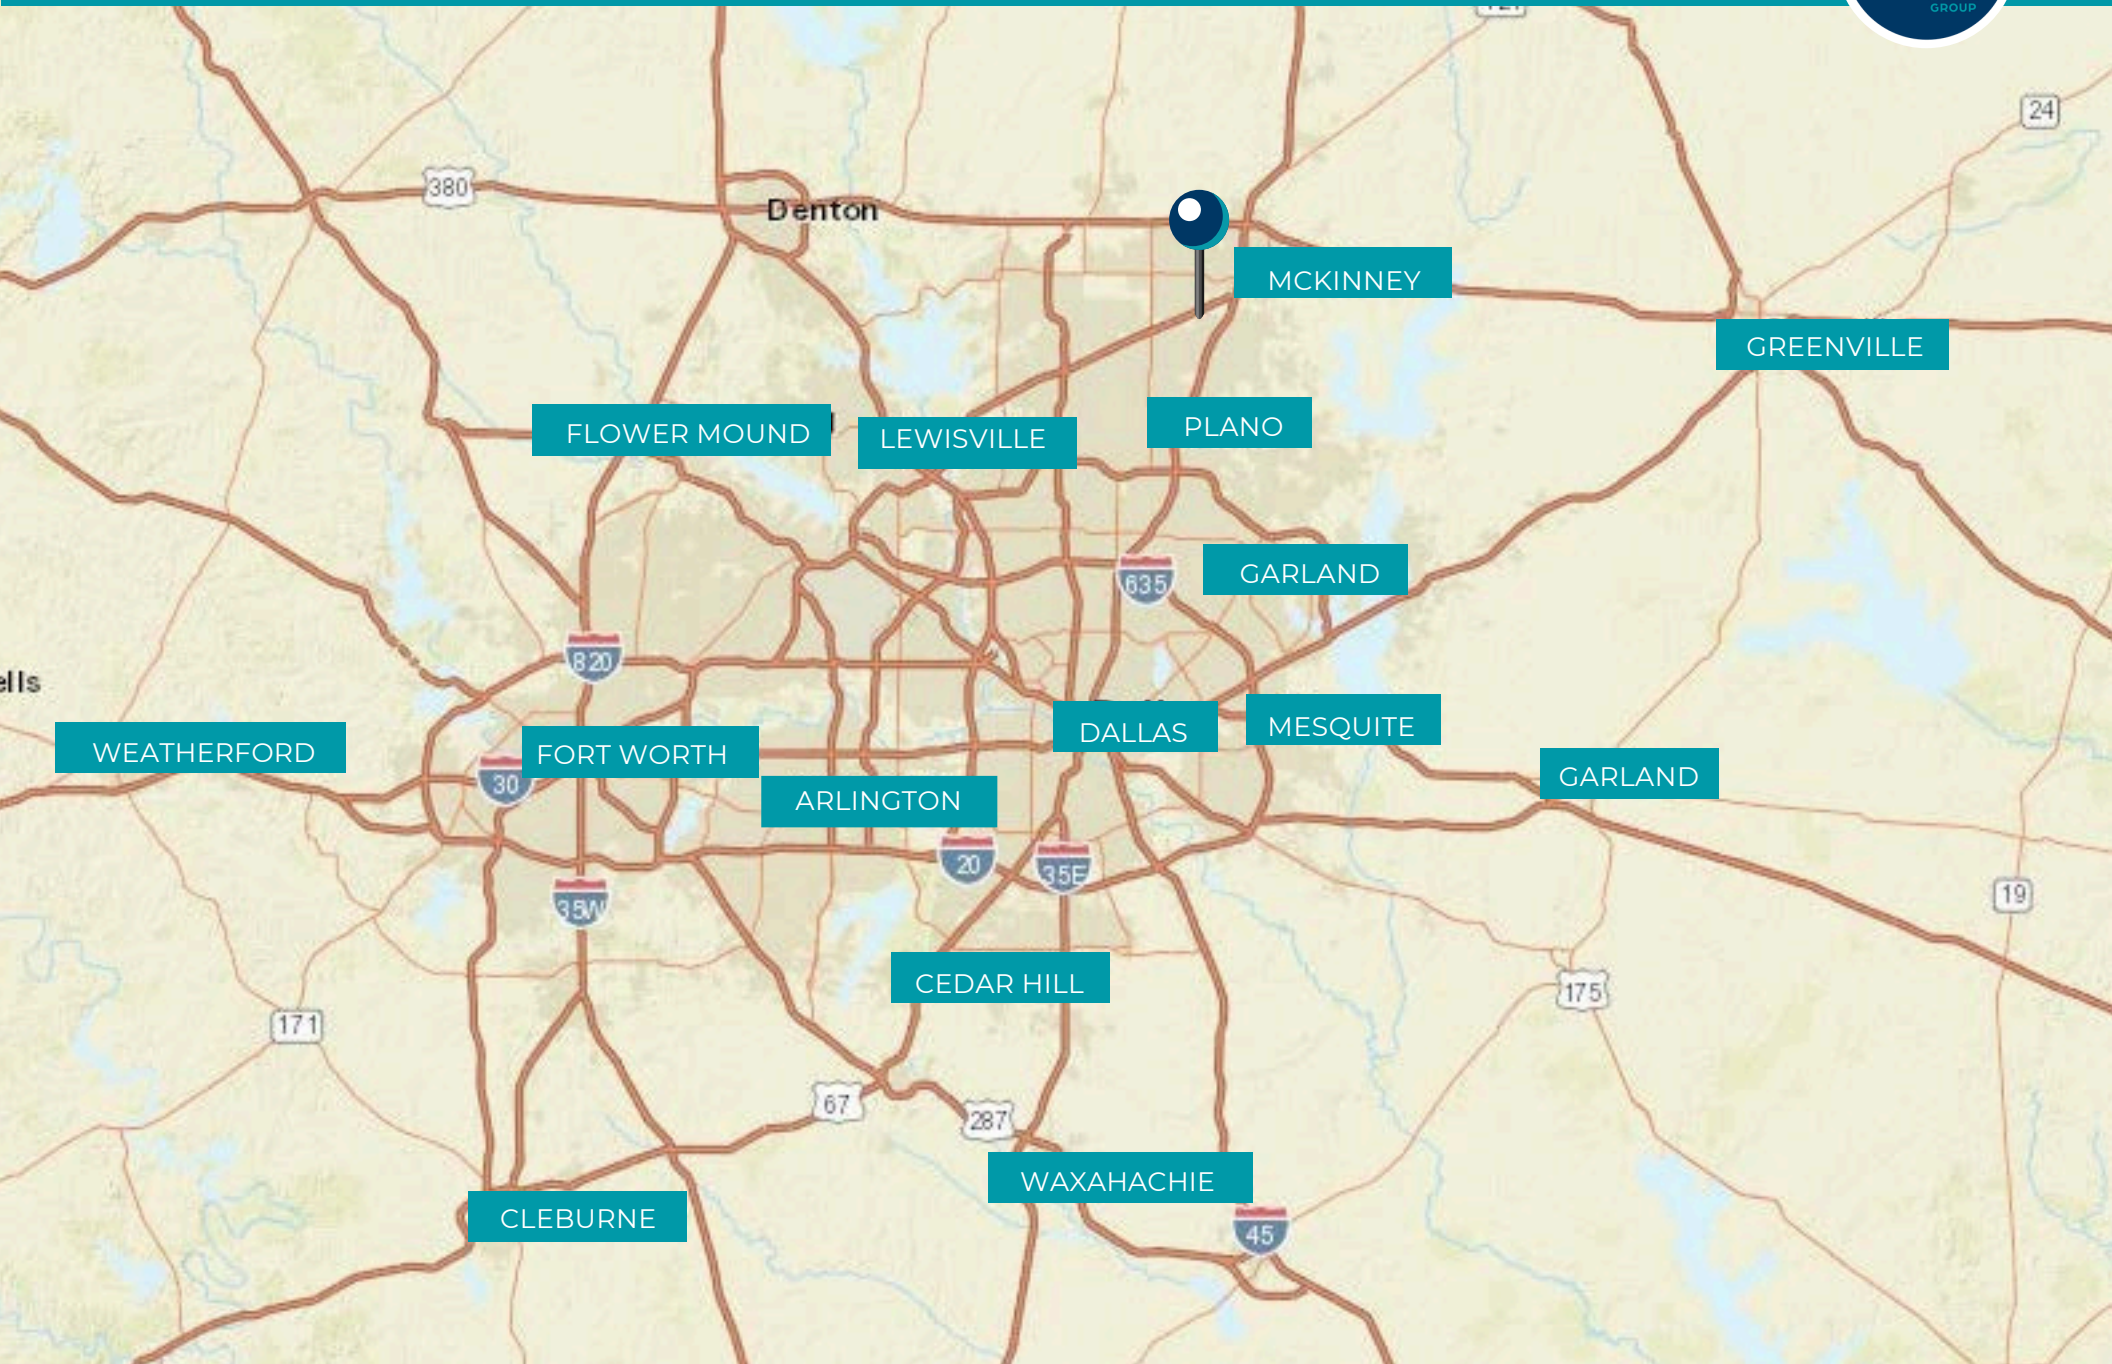 GROUP
24
380
Denton
MCKINNEY
GREENVILLE
FLOWER MOUND
LEWISVILLE
PLANO
GARLAND
635
820
ells
WEATHERFORD
FORT WORTH
30
DALLAS
MESQUITE
GARLAND
ARLINGTON
20
35E
35W
19
CEDAR HILL
175
171
67
287
WAXAHACHIE
CLEBURNE
45